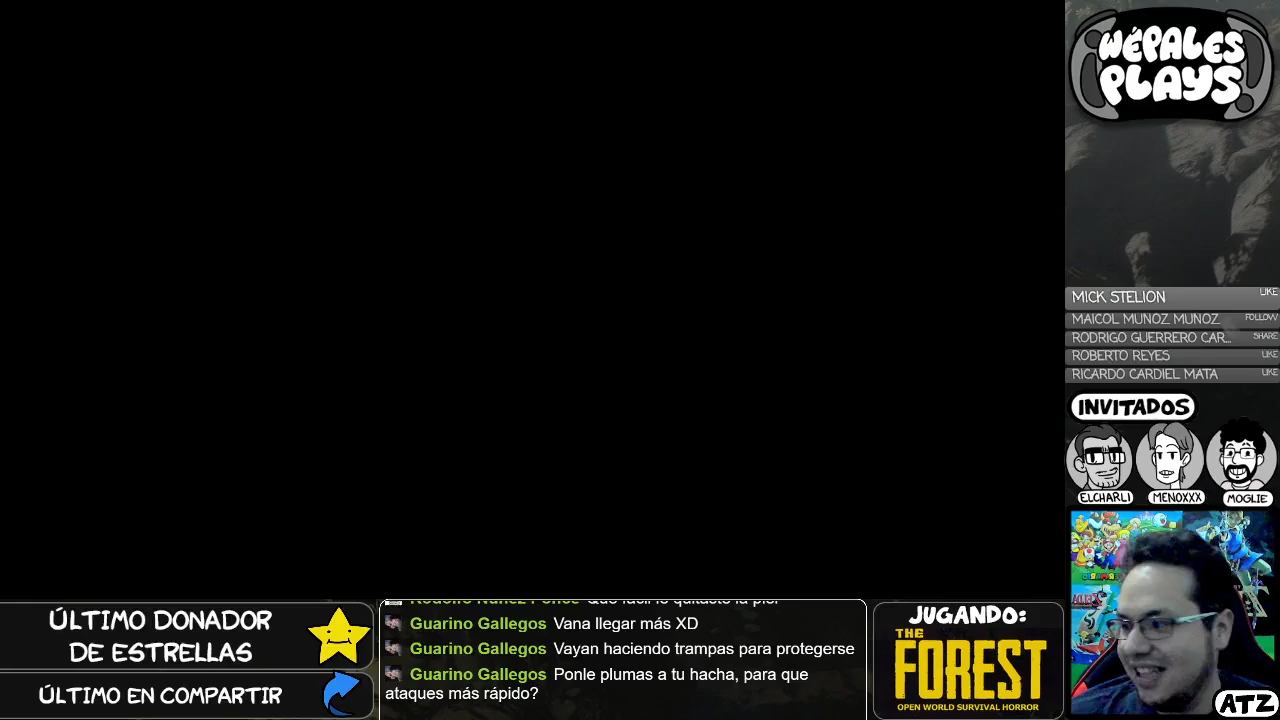 WÉPALES
PLAYS
MICK STELION LIKE
MAICOL MUNOZ MUNOZ FOLLOW
RODRIGO GUERRERO CAR... SHARE
ROBERTO REYES LIKE
RICARDO CARDIEL MATA LIKE
INVITADOS
ELCHARLI MENOXXX MOGLIE
ÚLTIMO DONADOR
DE ESTRELLAS
ÚLTIMO EN COMPARTIR
Guarino Gallegos Vana llegar más XD
Guarino Gallegos Vayan haciendo trampas para protegerse
Guarino Gallegos Ponle plumas a tu hacha, para que
ataques más rápido?
JUGANDO:
THE
FOREST
OPEN WORLD SURVIVAL HORROR
ATZ